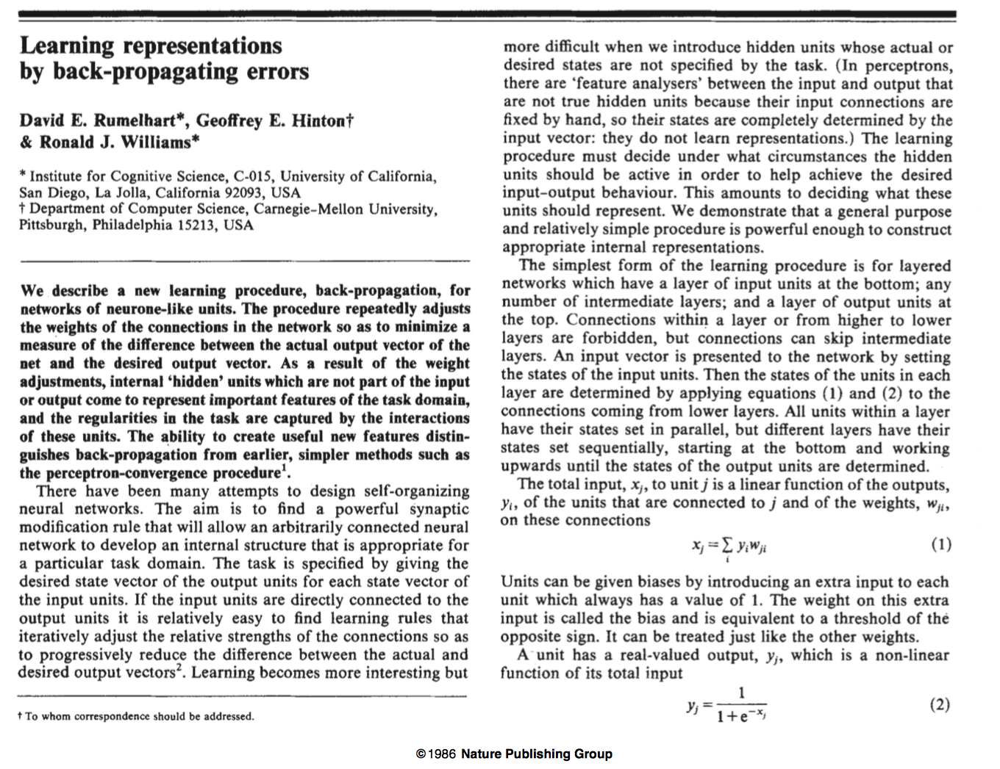 Learning representations
by back-propagating errors
David E. Rumelhart*, Geoffrey E. Hinton†
& Ronald J. Williams*
* Institute for Cognitive Science, C-015, University of California,
San Diego, La Jolla, California 92093, USA
† Department of Computer Science, Carnegie-Mellon University,
Pittsburgh, Philadelphia 15213, USA
We describe a new learning procedure, back-propagation, for
networks of neurone-like units. The procedure repeatedly adjusts
the weights of the connections in the network so as to minimize a
measure of the difference between the actual output vector of the
net and the desired output vector. As a result of the weight
adjustments, internal ‘hidden’ units which are not part of the input
or output come to represent important features of the task domain,
and the regularities in the task are captured by the interactions
of these units. The ability to create useful new features distin-
guishes back-propagation from earlier, simpler methods such as
the perceptron-convergence procedure¹.
There have been many attempts to design self-organizing
neural networks. The aim is to find a powerful synaptic
modification rule that will allow an arbitrarily connected neural
network to develop an internal structure that is appropriate for
a particular task domain. The task is specified by giving the
desired state vector of the output units for each state vector of
the input units. If the input units are directly connected to the
output units it is relatively easy to find learning rules that
iteratively adjust the relative strengths of the connections so as
to progressively reduce the difference between the actual and
desired output vectors². Learning becomes more interesting but
† To whom correspondence should be addressed.
more difficult when we introduce hidden units whose actual or
desired states are not specified by the task. (In perceptrons,
there are ‘feature analysers’ between the input and output that
are not true hidden units because their input connections are
fixed by hand, so their states are completely determined by the
input vector: they do not learn representations.) The learning
procedure must decide under what circumstances the hidden
units should be active in order to help achieve the desired
input–output behaviour. This amounts to deciding what these
units should represent. We demonstrate that a general purpose
and relatively simple procedure is powerful enough to construct
appropriate internal representations.
The simplest form of the learning procedure is for layered
networks which have a layer of input units at the bottom; any
number of intermediate layers; and a layer of output units at
the top. Connections within a layer or from higher to lower
layers are forbidden, but connections can skip intermediate
layers. An input vector is presented to the network by setting
the states of the input units. Then the states of the units in each
layer are determined by applying equations (1) and (2) to the
connections coming from lower layers. All units within a layer
have their states set in parallel, but different layers have their
states set sequentially, starting at the bottom and working
upwards until the states of the output units are determined.
The total input, xⱼ, to unit j is a linear function of the outputs,
yᵢ, of the units that are connected to j and of the weights, wⱼᵢ,
on these connections
xⱼ = ∑ᵢ yᵢwⱼᵢ (1)
Units can be given biases by introducing an extra input to each
unit which always has a value of 1. The weight on this extra
input is called the bias and is equivalent to a threshold of the
opposite sign. It can be treated just like the other weights.
A unit has a real-valued output, yⱼ, which is a non-linear
function of its total input
yⱼ = 1 / (1 + e^(−xⱼ)) (2)
©1986 Nature Publishing Group